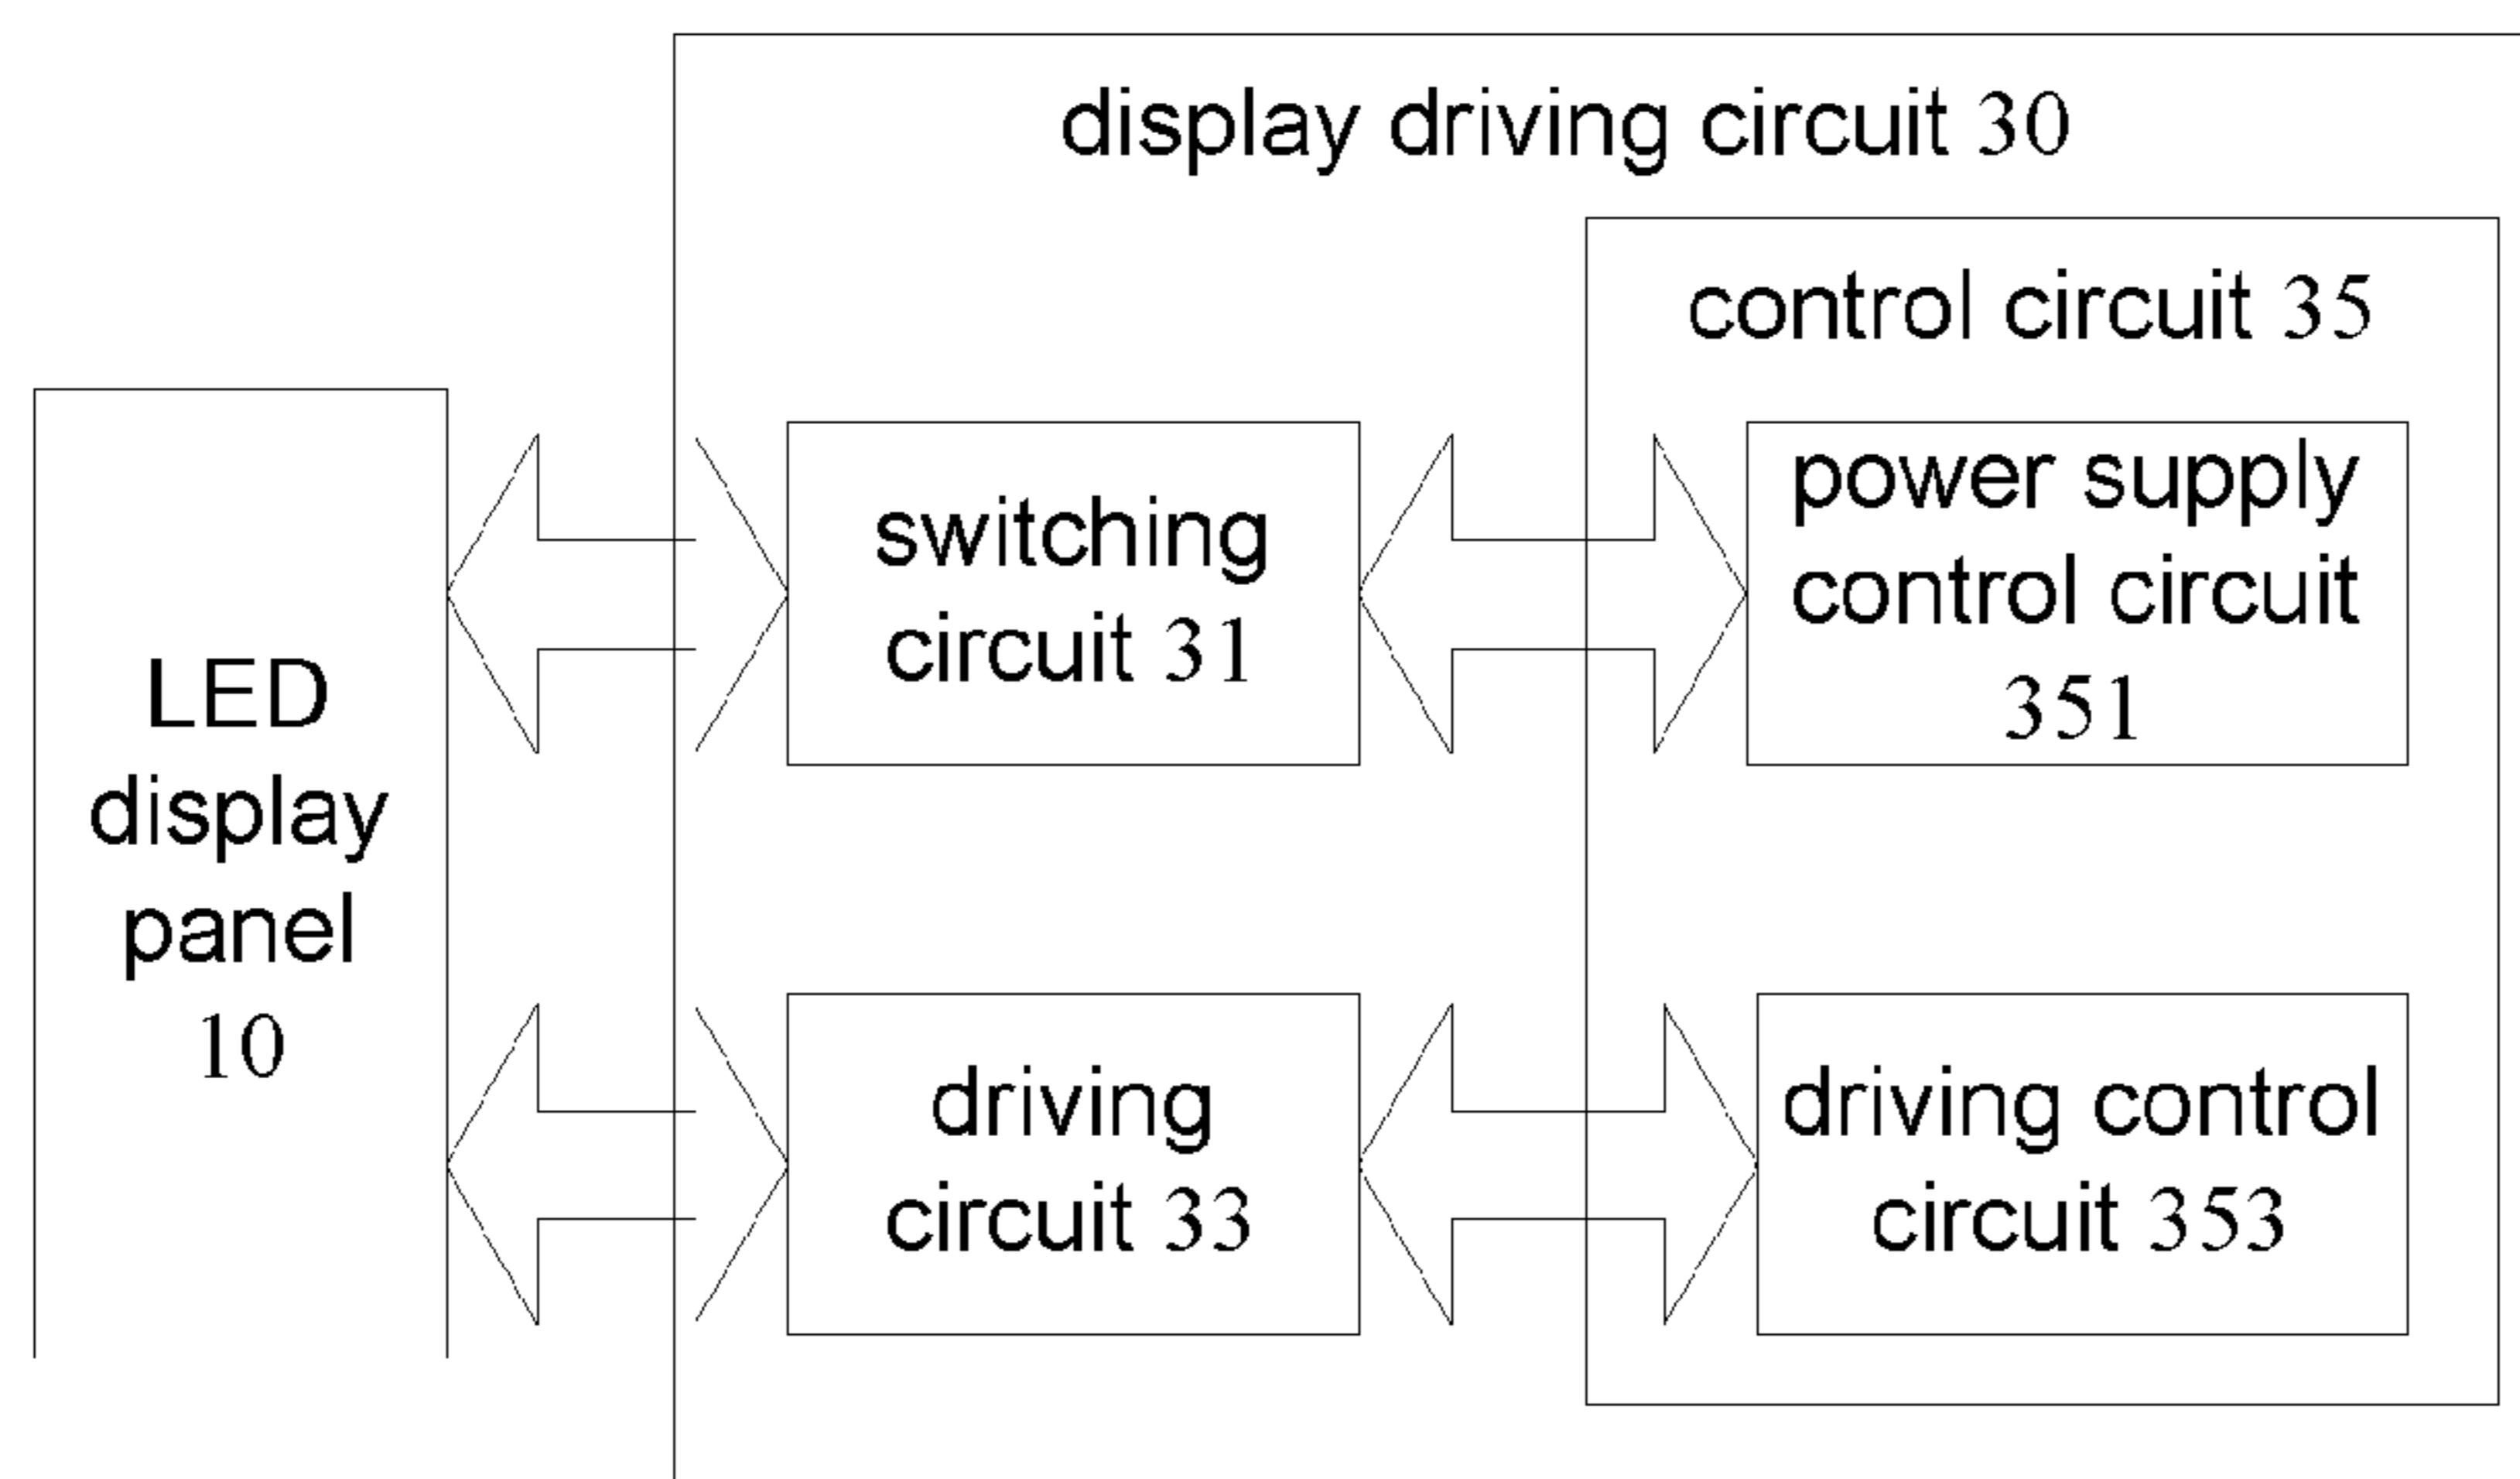 display driving circuit 30
control circuit 35
LED
display
panel
10
switching
circuit 31
power supply
control circuit
351
driving
circuit 33
driving control
circuit 353